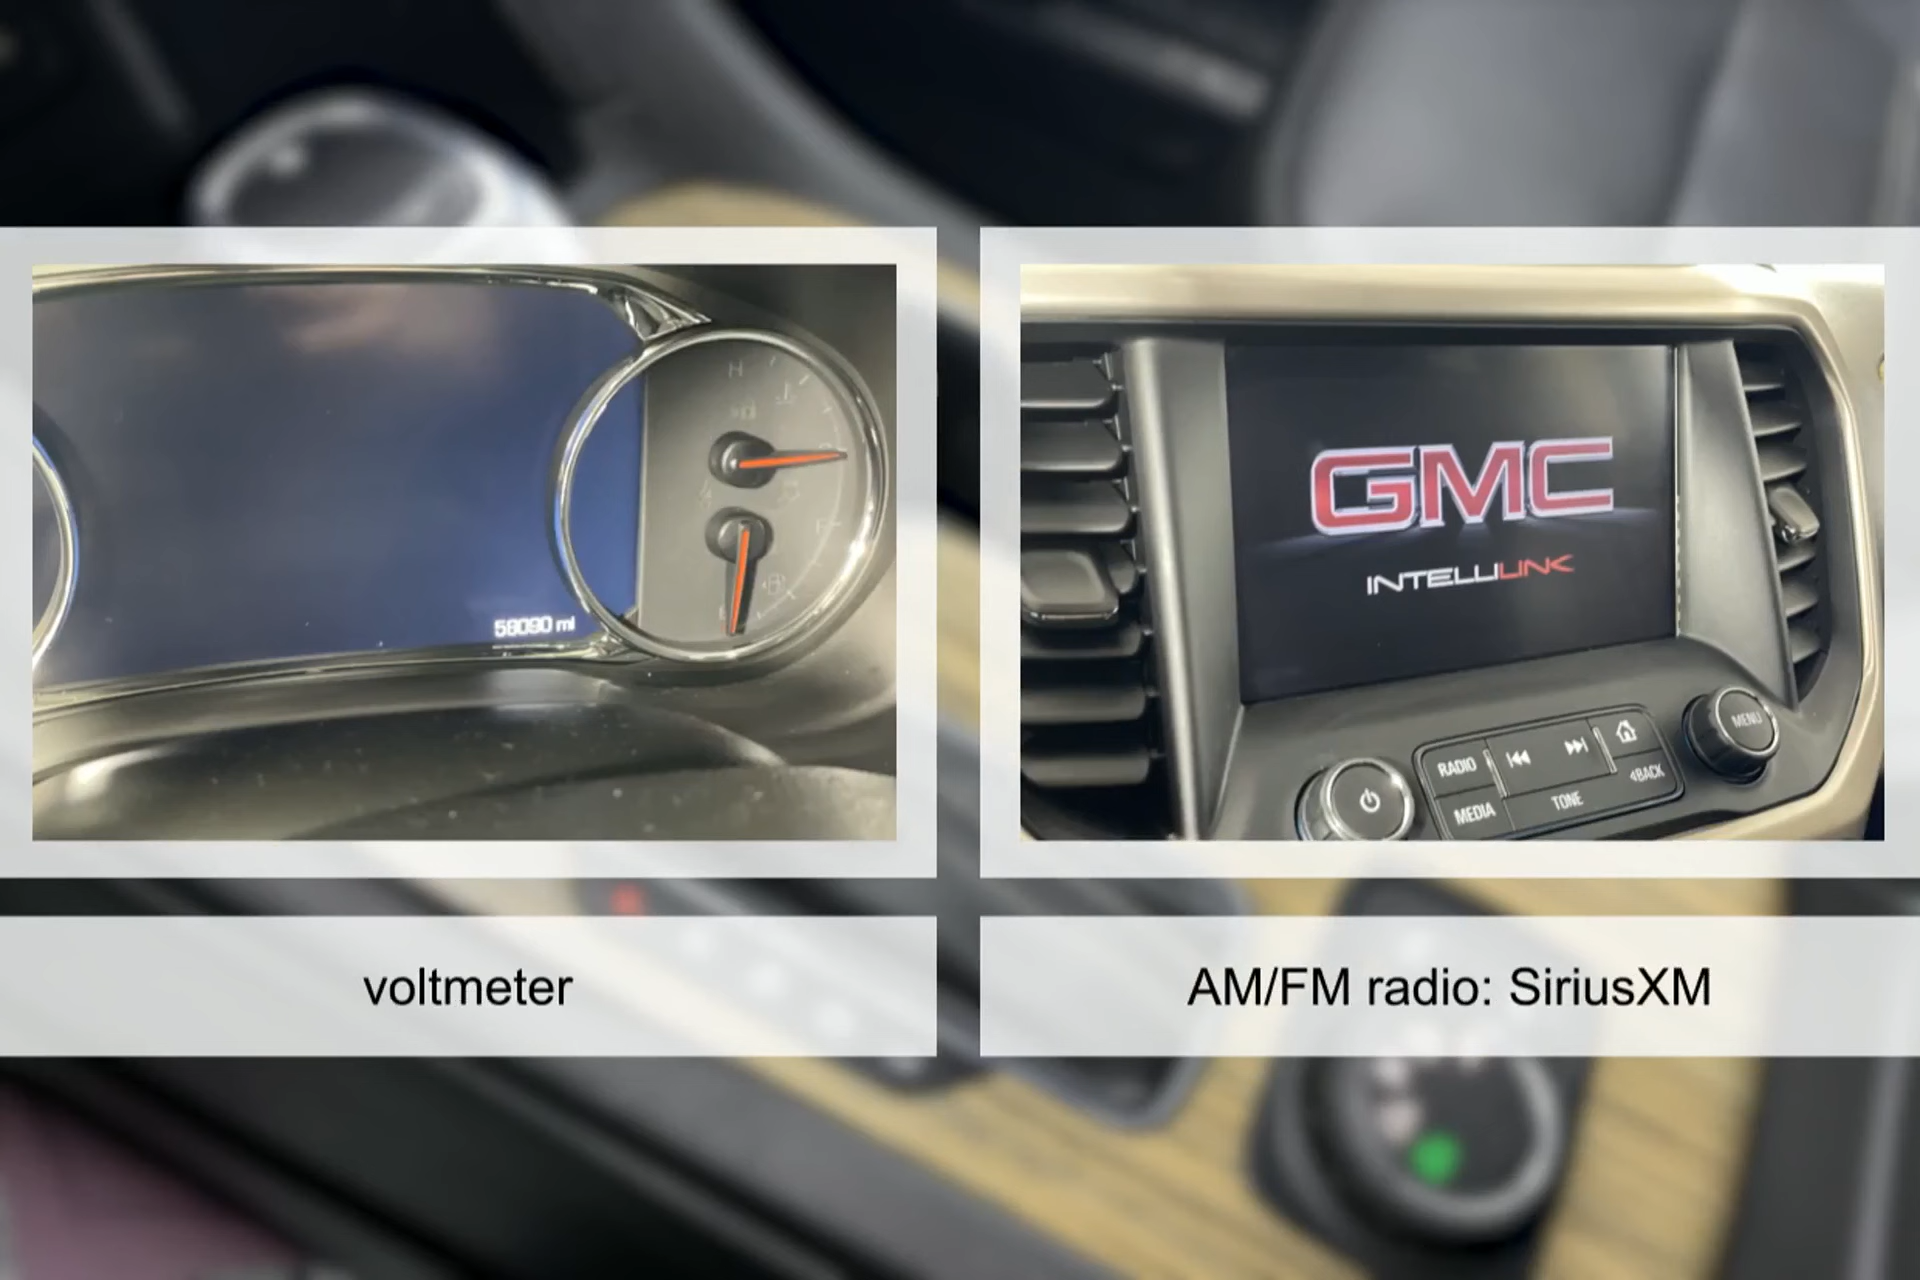 H
58090 mi
voltmeter
GMC
INTELLILINK
RADIO
MEDIA
TONE
BACK
MENU
AM/FM radio: SiriusXM